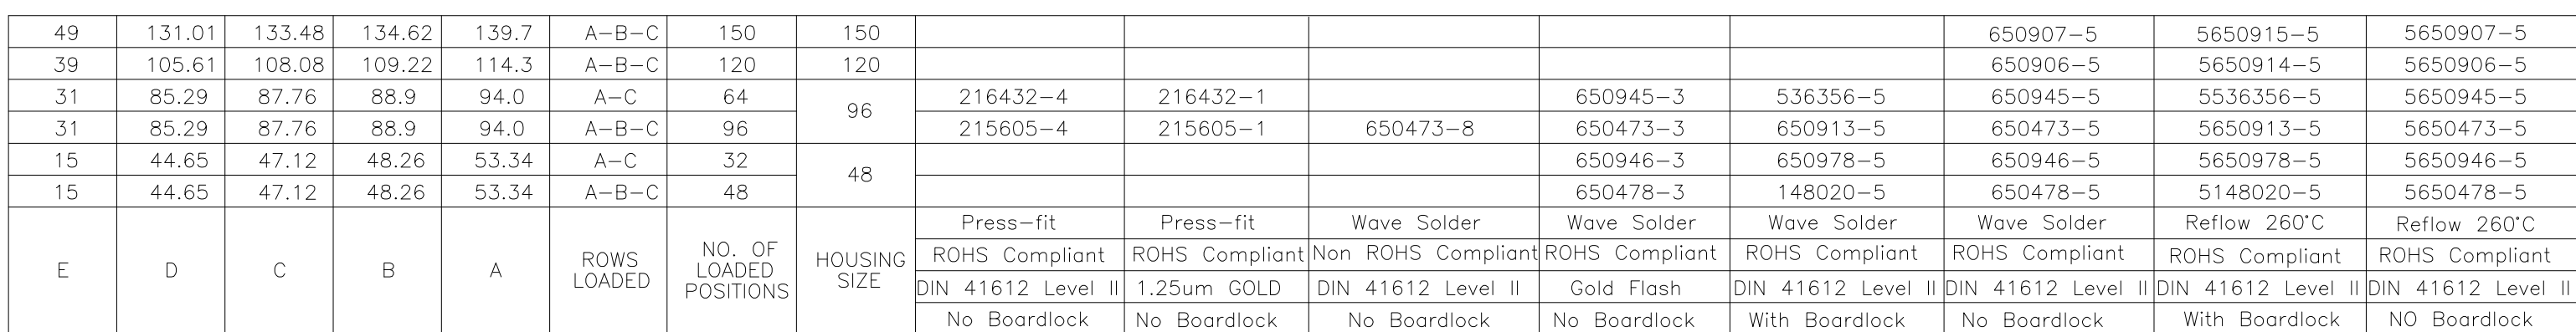 49 131.01 133.48 134.62 139.7 A-B-C 150 150 650907-5 5650915-5 5650907-5
39 105.61 108.08 109.22 114.3 A-B-C 120 120 650906-5 5650914-5 5650906-5
31 85.29 87.76 88.9 94.0 A-C 64 216432-4 216432-1 650945-3 536356-5 650945-5 5536356-5 5650945-5
96
31 85.29 87.76 88.9 94.0 A-B-C 96 215605-4 215605-1 650473-8 650473-3 650913-5 650473-5 5650913-5 5650473-5
15 44.65 47.12 48.26 53.34 A-C 32 650946-3 650978-5 650946-5 5650978-5 5650946-5
48
15 44.65 47.12 48.26 53.34 A-B-C 48 650478-3 148020-5 650478-5 5148020-5 5650478-5
Press-fit Press-fit Wave Solder Wave Solder Wave Solder Wave Solder Reflow 260°C Reflow 260°C
E D C B A
ROWS
LOADED
NO. OF
LOADED
POSITIONS
HOUSING
SIZE
ROHS Compliant ROHS Compliant Non ROHS Compliant ROHS Compliant ROHS Compliant ROHS Compliant ROHS Compliant ROHS Compliant
DIN 41612 Level II 1.25um GOLD DIN 41612 Level II Gold Flash DIN 41612 Level II DIN 41612 Level II DIN 41612 Level II DIN 41612 Level II
No Boardlock No Boardlock No Boardlock No Boardlock With Boardlock No Boardlock With Boardlock NO Boardlock